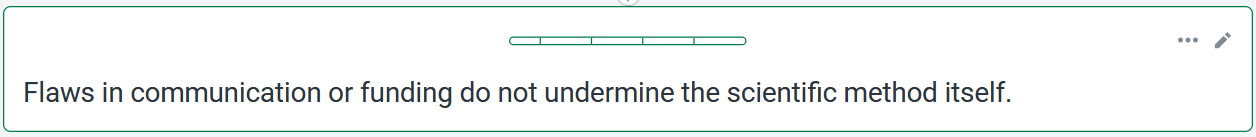 Flaws in communication or funding do not undermine the scientific method itself.